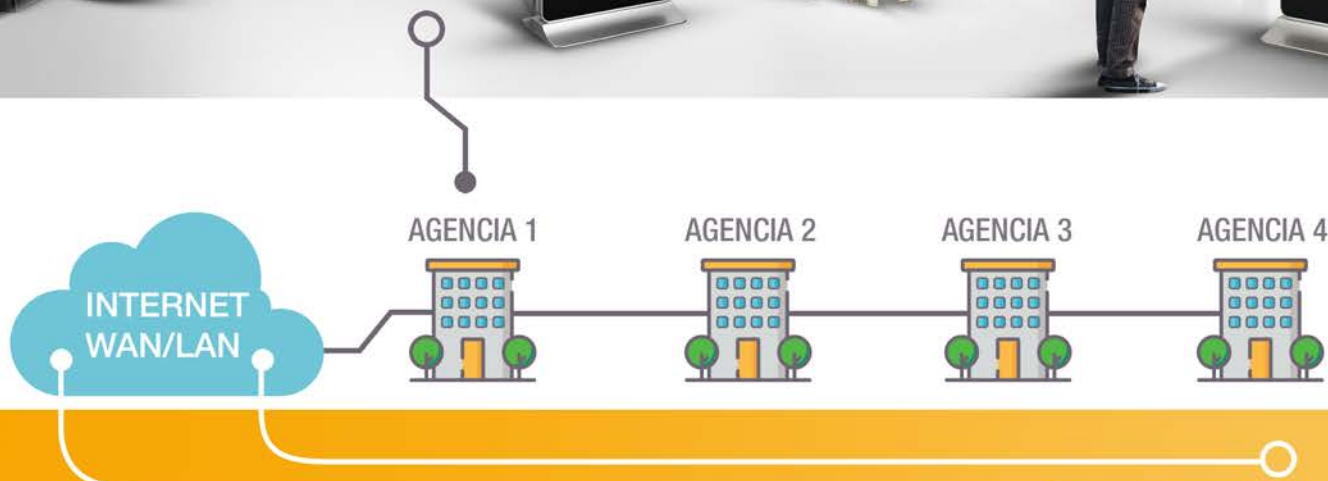 AGENCIA 1
AGENCIA 2
AGENCIA 3
AGENCIA 4
INTERNET
WAN/LAN